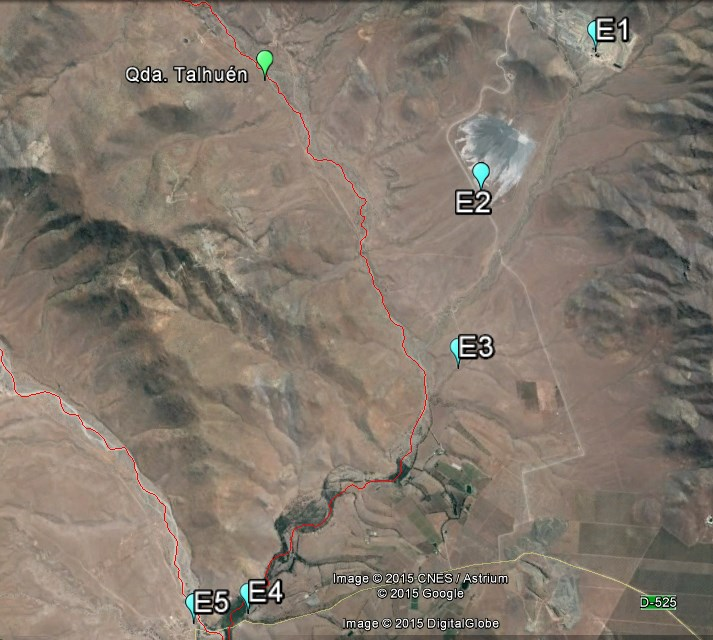 E1
Qda. Talhuén
E2
E3
Image © 2015 CNES / Astrium
© 2015 Google
E4
E5
D-525
Image © 2015 DigitalGlobe